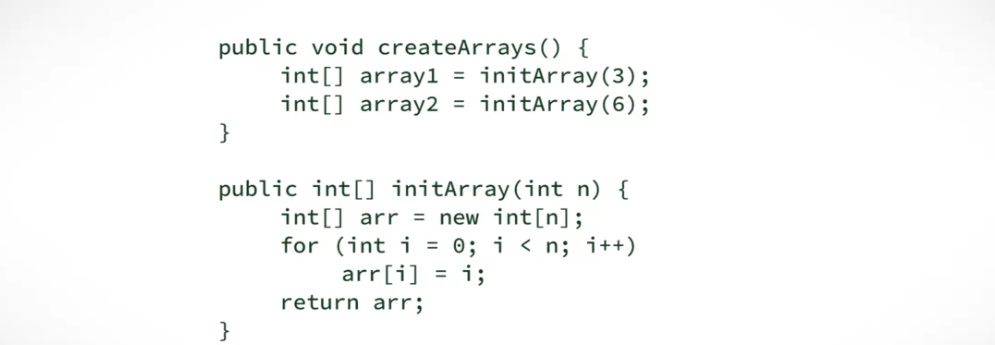 public void createArrays() {
int[] array1 = initArray(3);
int[] array2 = initArray(6);
}
public int[] initArray(int n) {
int[] arr = new int[n];
for (int i = 0; i < n; i++)
arr[i] = i;
return arr;
}